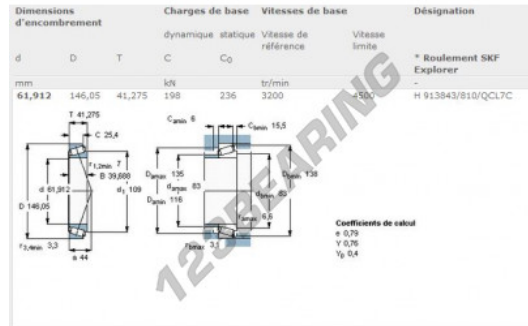 Dimensions d'encombrement
Charges de base
Vitesses de base
Désignation
dynamique statique Vitesse de référence
Vitesse limite
d D T C C0
* Roulement SKF Explorer
mm kN tr/min -
61,912 146,05 41,275 198 236 3200 4500 H 913843/810/QCL7C
T 41,275
C 25,4
r1,2min 7
B 39,688
d 61,912
d1 109
D 146,05
r3,4min 3,3
a 44
Camin 6
Cbmin 15,5
Damax 135
damax 83
Damin 116
Dbmin 138
dbmin 83
ramax 6,6
rbmax 3,1
Coefficients de calcul
e 0,79
Y 0,76
Y0 0,4
123BEARING